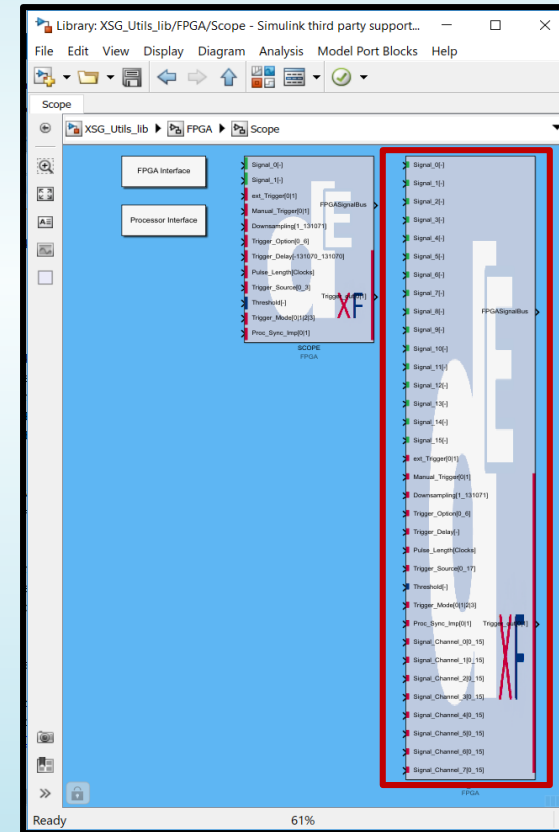 Library: XSG_Utils_lib/FPGA/Scope - Simulink third party support...
File Edit View Display Diagram Analysis Model Port Blocks Help
Scope
XSG_Utils_lib FPGA Scope
FPGA Interface
Processor Interface
Signal_0[-]
Signal_1[-]
ext_Trigger[0|1]
Manual_Trigger[0|1]
Downsampling[1_131071]
Trigger_Option[0_6]
Trigger_Delay[-131070_131070]
Pulse_Length[Clocks]
Trigger_Source[0_3]
Threshold[-]
Trigger_Mode[0|1|2|3]
Proc_Sync_Imp[0|1]
FPGASignalBus
XF
SCOPE
FPGA
Signal_0[-]
Signal_1[-]
Signal_2[-]
Signal_3[-]
Signal_4[-]
Signal_5[-]
Signal_6[-]
Signal_7[-]
Signal_8[-]
Signal_9[-]
Signal_10[-]
Signal_11[-]
Signal_12[-]
Signal_13[-]
Signal_14[-]
Signal_15[-]
ext_Trigger[0|1]
Manual_Trigger[0|1]
Downsampling[1_131071]
Trigger_Option[0_6]
Trigger_Delay[-]
Pulse_Length[Clocks]
Trigger_Source[0_17]
Threshold[-]
Trigger_Mode[0|1|2|3]
Proc_Sync_Imp[0|1]
Signal_Channel_0[0_15]
Signal_Channel_1[0_15]
Signal_Channel_2[0_15]
Signal_Channel_3[0_15]
Signal_Channel_4[0_15]
Signal_Channel_5[0_15]
Signal_Channel_6[0_15]
Signal_Channel_7[0_15]
FPGASignalBus
XF
FPGA
Ready 61%